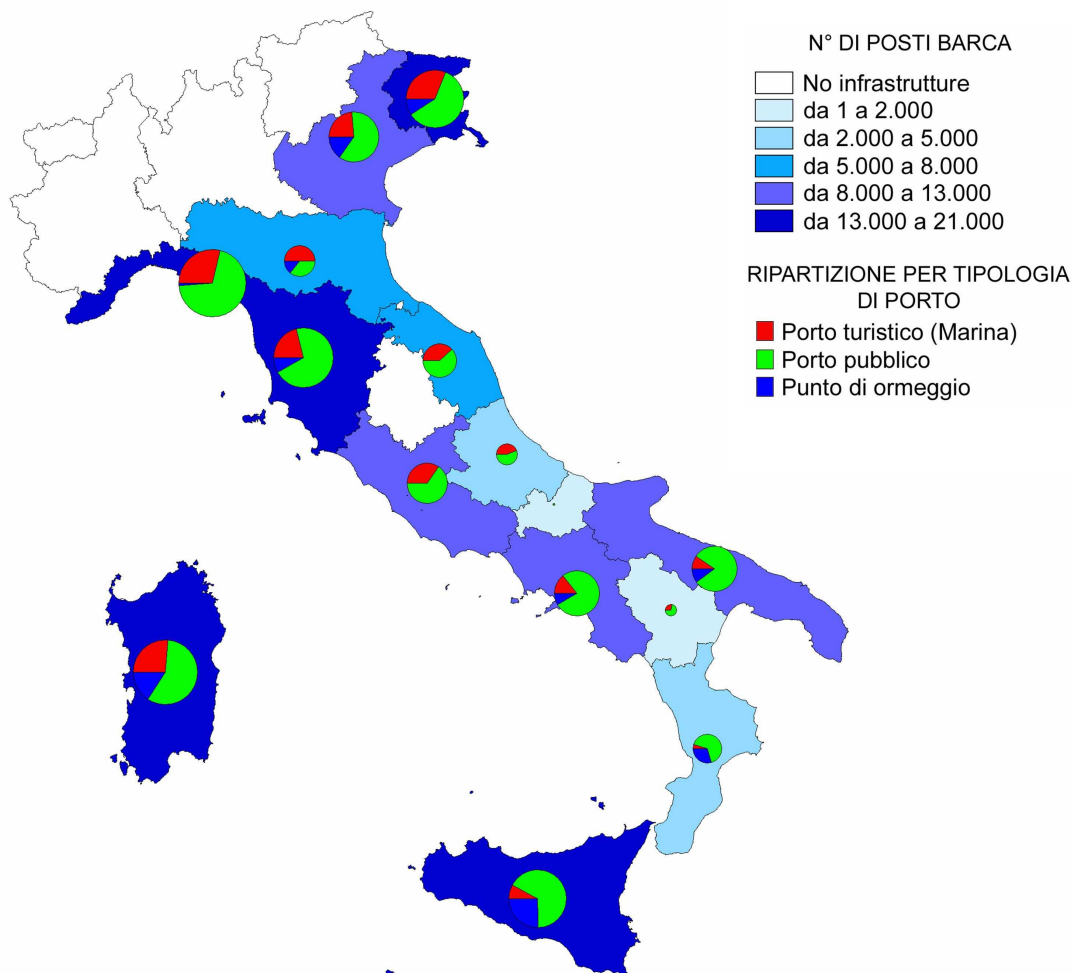 N° DI POSTI BARCA
No infrastrutture
da 1 a 2.000
da 2.000 a 5.000
da 5.000 a 8.000
da 8.000 a 13.000
da 13.000 a 21.000
RIPARTIZIONE PER TIPOLOGIA
DI PORTO
Porto turistico (Marina)
Porto pubblico
Punto di ormeggio